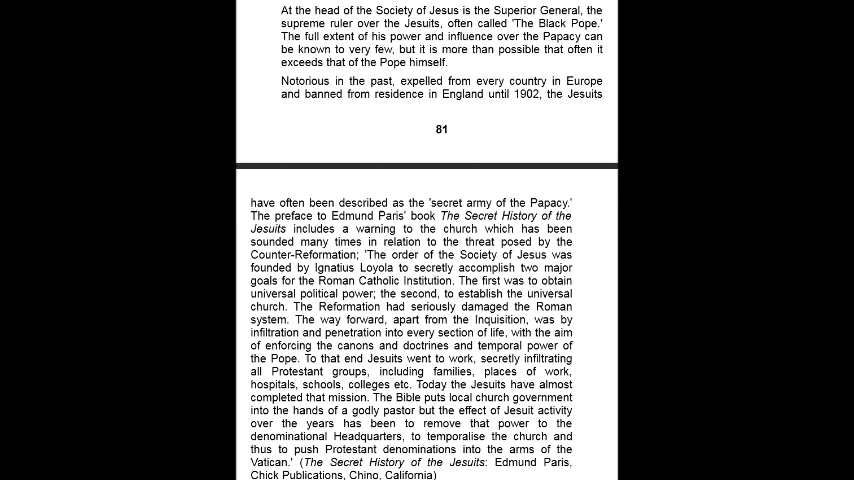 At the head of the Society of Jesus is the Superior General, the
supreme ruler over the Jesuits, often called 'The Black Pope.'
The full extent of his power and influence over the Papacy can
be known to very few, but it is more than possible that often it
exceeds that of the Pope himself.
Notorious in the past, expelled from every country in Europe
and banned from residence in England until 1902, the Jesuits
81
have often been described as the 'secret army of the Papacy.'
The preface to Edmund Paris' book The Secret History of the
Jesuits includes a warning to the church which has been
sounded many times in relation to the threat posed by the
Counter-Reformation; 'The order of the Society of Jesus was
founded by Ignatius Loyola to secretly accomplish two major
goals for the Roman Catholic Institution. The first was to obtain
universal political power; the second, to establish the universal
church. The Reformation had seriously damaged the Roman
system. The way forward, apart from the Inquisition, was by
infiltration and penetration into every section of life, with the aim
of enforcing the canons and doctrines and temporal power of
the Pope. To that end Jesuits went to work, secretly infiltrating
all Protestant groups, including families, places of work,
hospitals, schools, colleges etc. Today the Jesuits have almost
completed that mission. The Bible puts local church government
into the hands of a godly pastor but the effect of Jesuit activity
over the years has been to remove that power to the
denominational Headquarters, to temporalise the church and
thus to push Protestant denominations into the arms of the
Vatican.' (The Secret History of the Jesuits: Edmund Paris,
Chick Publications, Chino, California)